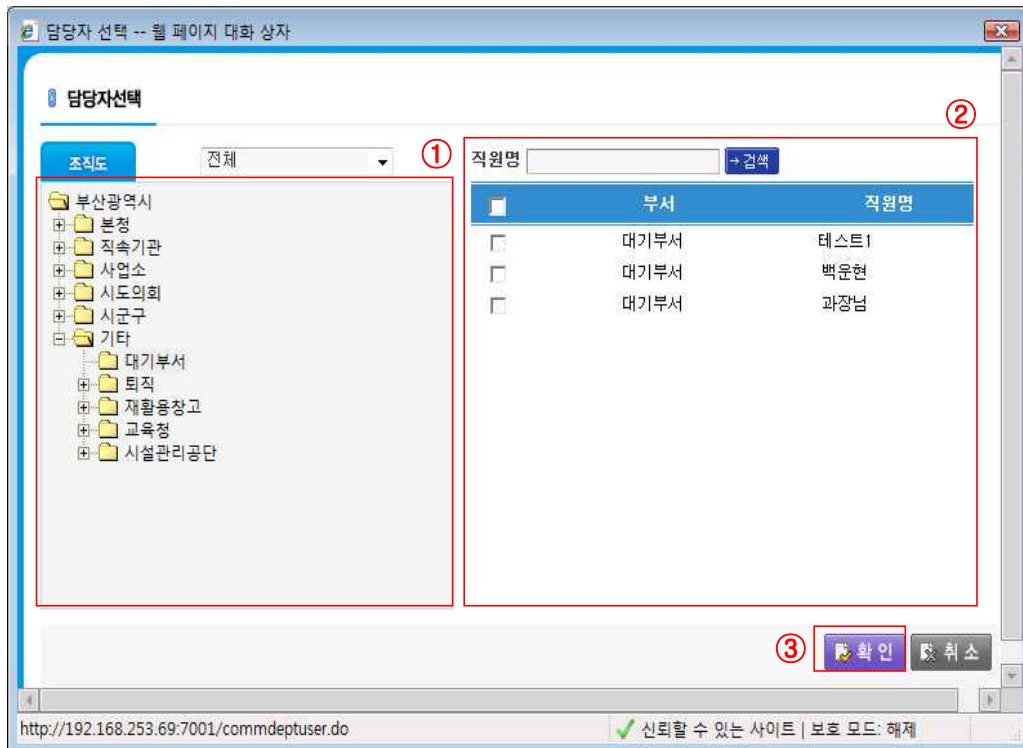 담당자 선택 -- 웹 페이지 대화 상자
담당자선택
②
조직도 전체 ① 직원명 → 검색
부산광역시
본청
직속기관
사업소
시도의회
시군구
기타
대기부서
퇴직
재활용창고
교육청
시설관리공단
부서 직원명
대기부서 테스트1
대기부서 백운현
대기부서 과장님
③ 확인 취소
http://192.168.253.69:7001/commdeptuser.do 신뢰할 수 있는 사이트 | 보호 모드: 해제